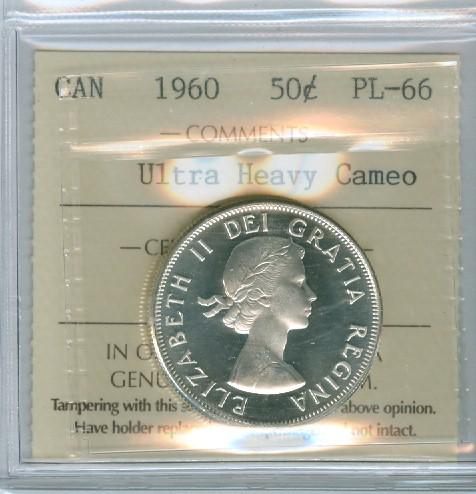 CAN 1960 50¢ PL-66
COMMENTS
Ultra Heavy Cameo
ELIZABETH II DEI GRATIA REGINA
IN
GENU M.
Tampering with this above opinion.
Have holder not intact.